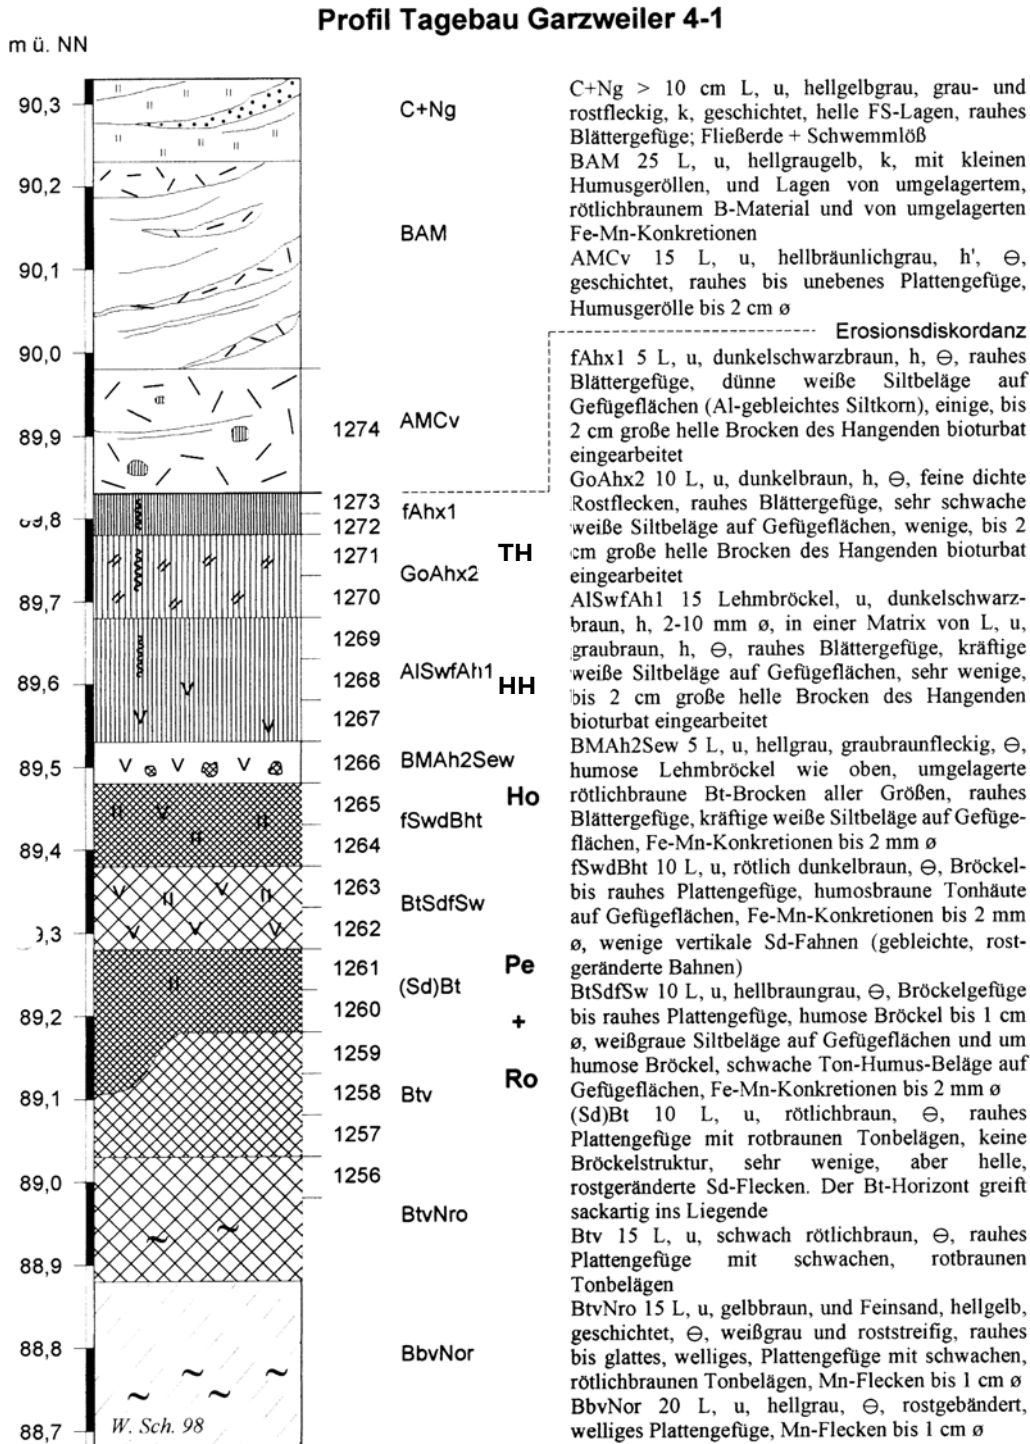 Profil Tagebau Garzweiler 4-1
m ü. NN
90,3
90,2
90,1
90,0
89,9
89,7
89,6
89,5
89,4
89,2
89,1
89,0
88,9
88,8
88,7
W. Sch. 98
1274
1273
1272
1271
1270
1269
1268
1267
1266
1265
1264
1263
1262
1261
1260
1259
1258
1257
1256
C+Ng
BAM
AMCv
fAhx1
GoAhx2
AlSwfAh1
BMAh2Sew
fSwdBht
BtSdfSw
(Sd)Bt
Btv
BtvNro
BbvNor
TH
HH
Ho
Pe
+
Ro
C+Ng > 10 cm L, u, hellgelbgrau, grau- und
rostfleckig, k, geschichtet, helle FS-Lagen, rauhes
Blättergefüge; Fließerde + Schwemmlöß
BAM 25 L, u, hellgraugelb, k, mit kleinen
Humusgeröllen, und Lagen von umgelagertem,
rötlichbraunem B-Material und von umgelagerten
Fe-Mn-Konkretionen
AMCv 15 L, u, hellbräunlichgrau, h', ⊖,
geschichtet, rauhes bis unebenes Plattengefüge,
Humusgerölle bis 2 cm ø
Erosionsdiskordanz
fAhx1 5 L, u, dunkelschwarzbraun, h, ⊖, rauhes
Blättergefüge, dünne weiße Siltbeläge auf
Gefügeflächen (Al-gebleichtes Siltkorn), einige, bis
2 cm große helle Brocken des Hangenden bioturbat
eingearbeitet
GoAhx2 10 L, u, dunkelbraun, h, ⊖, feine dichte
Rostflecken, rauhes Blättergefüge, sehr schwache
weiße Siltbeläge auf Gefügeflächen, wenige, bis 2
cm große helle Brocken des Hangenden bioturbat
eingearbeitet
AlSwfAh1 15 Lehmbröckel, u, dunkelschwarz-
braun, h, 2-10 mm ø, in einer Matrix von L, u,
graubraun, h, ⊖, rauhes Blättergefüge, kräftige
weiße Siltbeläge auf Gefügeflächen, sehr wenige,
bis 2 cm große helle Brocken des Hangenden
bioturbat eingearbeitet
BMAh2Sew 5 L, u, hellgrau, graubraunfleckig, ⊖,
humose Lehmbröckel wie oben, umgelagerte
rötlichbraune Bt-Brocken aller Größen, rauhes
Blättergefüge, kräftige weiße Siltbeläge auf Gefüge-
flächen, Fe-Mn-Konkretionen bis 2 mm ø
fSwdBht 10 L, u, rötlich dunkelbraun, ⊖, Bröckel-
bis rauhes Plattengefüge, humosbraune Tonhäute
auf Gefügeflächen, Fe-Mn-Konkretionen bis 2 mm
ø, wenige vertikale Sd-Fahnen (gebleichte, rost-
geränderte Bahnen)
BtSdfSw 10 L, u, hellbraungrau, ⊖, Bröckelgefüge
bis rauhes Plattengefüge, humose Bröckel bis 1 cm
ø, weißgraue Siltbeläge auf Gefügeflächen und um
humose Bröckel, schwache Ton-Humus-Beläge auf
Gefügeflächen, Fe-Mn-Konkretionen bis 2 mm ø
(Sd)Bt 10 L, u, rötlichbraun, ⊖, rauhes
Plattengefüge mit rotbraunen Tonbelägen, keine
Bröckelstruktur, sehr wenige, aber helle,
rostgeränderte Sd-Flecken. Der Bt-Horizont greift
sackartig ins Liegende
Btv 15 L, u, schwach rötlichbraun, ⊖, rauhes
Plattengefüge mit schwachen, rotbraunen
Tonbelägen
BtvNro 15 L, u, gelbbraun, und Feinsand, hellgelb,
geschichtet, ⊖, weißgrau und roststreifig, rauhes
bis glattes, welliges, Plattengefüge mit schwachen,
rötlichbraunen Tonbelägen, Mn-Flecken bis 1 cm ø
BbvNor 20 L, u, hellgrau, ⊖, rostgebändert,
welliges Plattengefüge, Mn-Flecken bis 1 cm ø